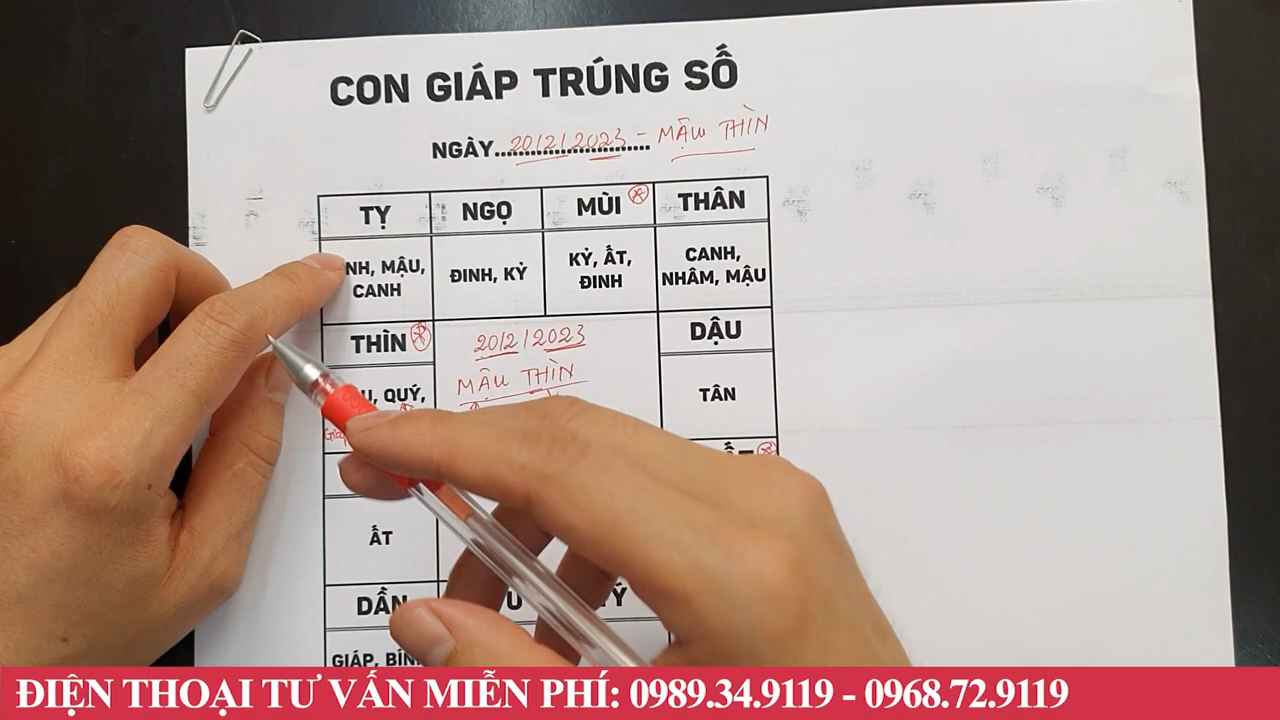 CON GIÁP TRÚNG SỐ
NGÀY 20/2/2023 - MẬU THÌN
TỴ NGỌ MÙI THÂN
NH, MẬU, CANH
ĐINH, KỶ
KỶ, ẤT, ĐINH
CANH, NHÂM, MẬU
THÌN
20/2/2023
DẬU
MẬU THÌN
QUÝ,
TÂN
ẤT
DẦN
GIÁP, BÍN
ĐIỆN THOẠI TƯ VẤN MIỄN PHÍ: 0989.34.9119 - 0968.72.9119